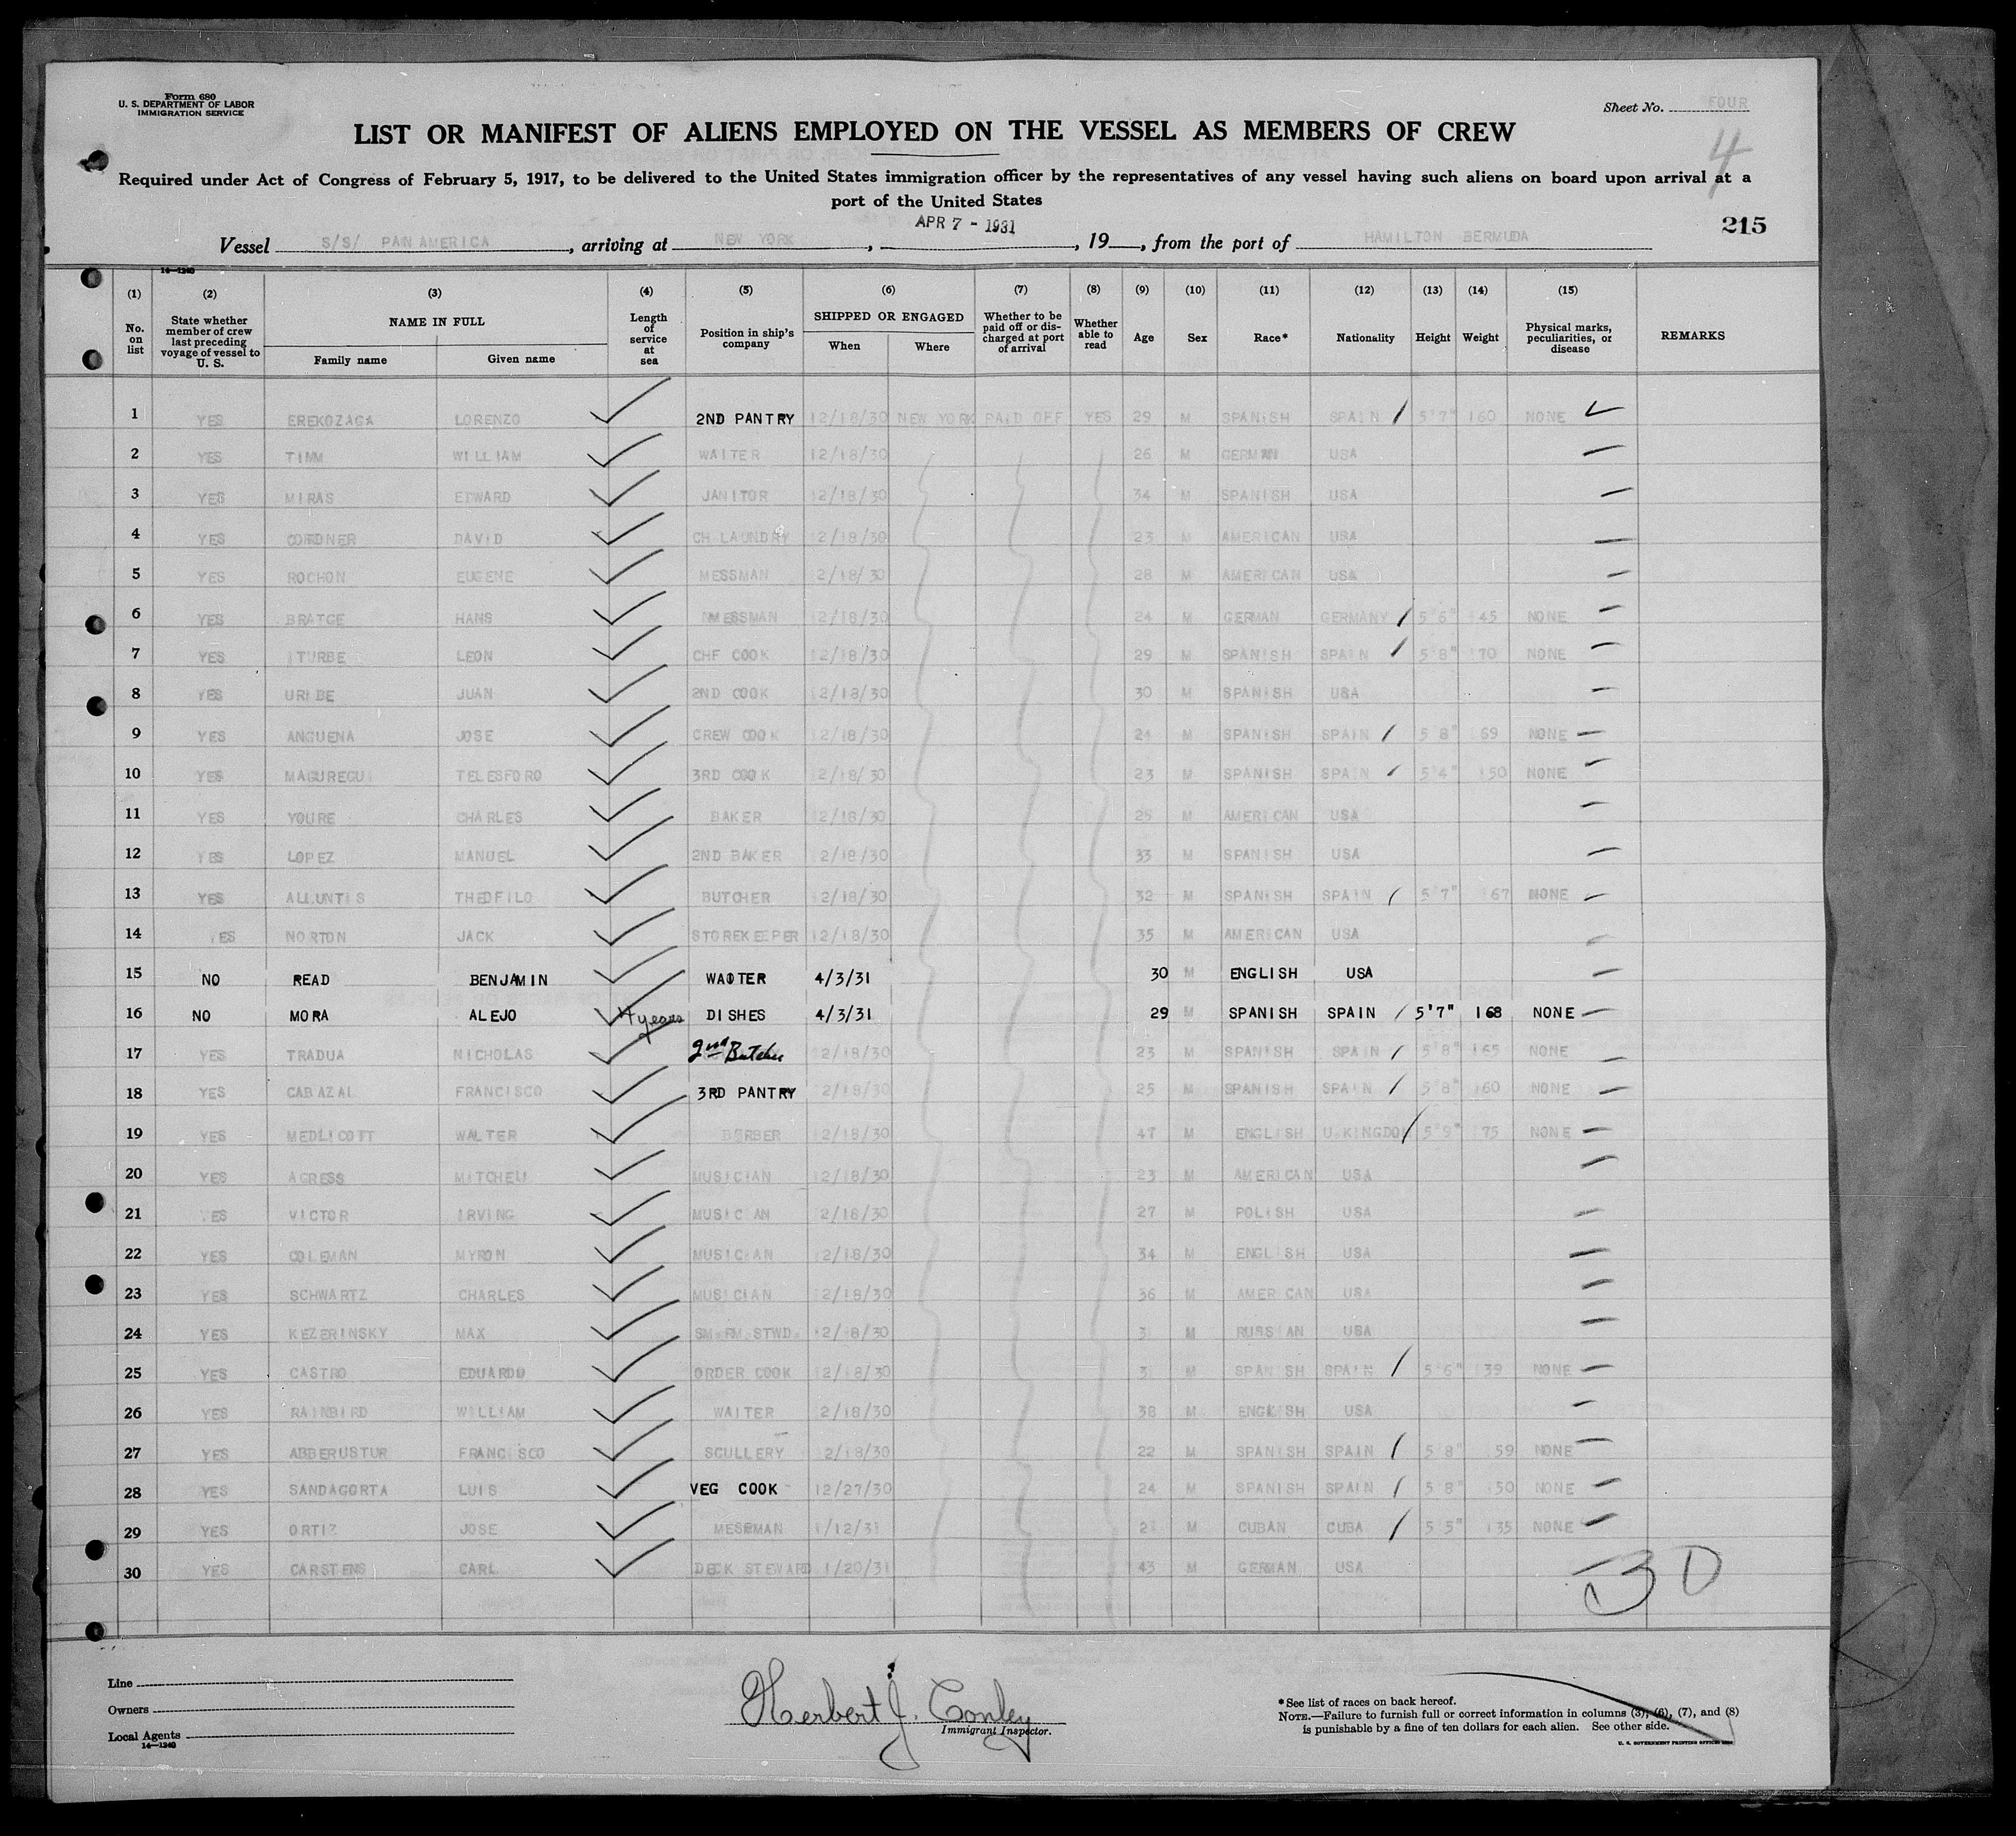 Form 680
U. S. DEPARTMENT OF LABOR
IMMIGRATION SERVICE
Sheet No. FOUR
4
LIST OR MANIFEST OF ALIENS EMPLOYED ON THE VESSEL AS MEMBERS OF CREW
Required under Act of Congress of February 5, 1917, to be delivered to the United States immigration officer by the representatives of any vessel having such aliens on board upon arrival at a
port of the United States
215
Vessel S/S/ PAN AMERICA, arriving at NEW YORK, APR 7 - 1931, 19, from the port of HAMILTON BERMUDA
14—1240
(1) (2) (3) (4) (5) (6) (7) (8) (9) (10) (11) (12) (13) (14) (15)
No. on list State whether member of crew last preceding voyage of vessel to U. S. NAME IN FULL Family name Given name Length of service at sea Position in ship's company SHIPPED OR ENGAGED When Where Whether to be paid off or discharged at port of arrival Whether able to read Age Sex Race* Nationality Height Weight Physical marks, peculiarities, or disease REMARKS
1 YES EREKOZAGA LORENZO 2ND PANTRY 12/18/30 NEW YORK PAID OFF YES 29 M SPANISH SPAIN 5'7" 160 NONE
2 YES TIMM WILLIAM WAITER 12/18/30 26 M GERMAN USA
3 YES MIRAS EDWARD JANITOR 12/18/30 34 M SPANISH USA
4 YES CORDNER DAVID CH LAUNDRY 12/18/30 23 M AMERICAN USA
5 YES ROCHON EUGENE MESSMAN 12/18/30 28 M AMERICAN USA
6 YES BRATGE HANS MESSMAN 12/18/30 24 M GERMAN GERMANY 5'6" 145 NONE
7 YES ITURBE LEON CHF COOK 12/18/30 29 M SPANISH SPAIN 5'8" 170 NONE
8 YES URIBE JUAN 2ND COOK 12/18/30 30 M SPANISH USA
9 YES ANGUENA JOSE CREW COOK 12/18/30 24 M SPANISH SPAIN 5'8" 169 NONE
10 YES MAGUREGUI TELESFORO 3RD COOK 12/18/30 23 M SPANISH SPAIN 5'4" 150 NONE
11 YES YOURE CHARLES BAKER 12/18/30 25 M AMERICAN USA
12 YES LOPEZ MANUEL 2ND BAKER 12/18/30 33 M SPANISH USA
13 YES ALLUNTIS THEOFILO BUTCHER 12/18/30 32 M SPANISH SPAIN 5'7" 167 NONE
14 YES NORTON JACK STOREKEEPER 12/18/30 35 M AMERICAN USA
15 NO READ BENJAMIN WAITER 4/3/31 30 M ENGLISH USA
16 NO MORA ALEJO 4 years DISHES 4/3/31 29 M SPANISH SPAIN 5'7" 168 NONE
17 YES TRADUA NICHOLAS 2nd Butcher 12/18/30 23 M SPANISH SPAIN 5'8" 165 NONE
18 YES CABAZAL FRANCISCO 3RD PANTRY 12/18/30 25 M SPANISH SPAIN 5'8" 160 NONE
19 YES MEDLICOTT WALTER BERBER 12/18/30 47 M ENGLISH U.KINGDOM 5'9" 175 NONE
20 YES AGRESS MITCHELL MUSICIAN 12/18/30 23 M AMERICAN USA
21 YES VICTOR IRVING MUSICIAN 12/18/30 27 M POLISH USA
22 YES COLEMAN MYRON MUSICIAN 12/18/30 34 M ENGLISH USA
23 YES SCHWARTZ CHARLES MUSICIAN 12/18/30 36 M AMERICAN USA
24 YES KEZERINSKY MAX SM.RM.STWD. 12/18/30 M RUSSIAN USA
25 YES CASTRO EDUARDO ORDER COOK 12/18/30 31 M SPANISH SPAIN 5'6" 139 NONE
26 YES RAINBIRD WILLIAM WAITER 12/18/30 38 M ENGLISH USA
27 YES ABBERUSTUR FRANCISCO SCULLERY 12/18/30 22 M SPANISH SPAIN 5'8" 159 NONE
28 YES SANDAGORTA LUIS VEG COOK 12/27/30 24 M SPANISH SPAIN 5'8" 150 NONE
29 YES ORTIZ JOSE MESSMAN 1/12/31 21 M CUBAN CUBA 5'5" 135 NONE
30 YES CARSTENS CARL DECK STEWARD 1/20/31 43 M GERMAN USA
30
Line
Owners
Local Agents
14—1240
Herbert J. Conley
Immigrant Inspector.
*See list of races on back hereof.
NOTE.—Failure to furnish full or correct information in columns (3), (6), (7), and (8)
is punishable by a fine of ten dollars for each alien. See other side.
U. S. GOVERNMENT PRINTING OFFICE